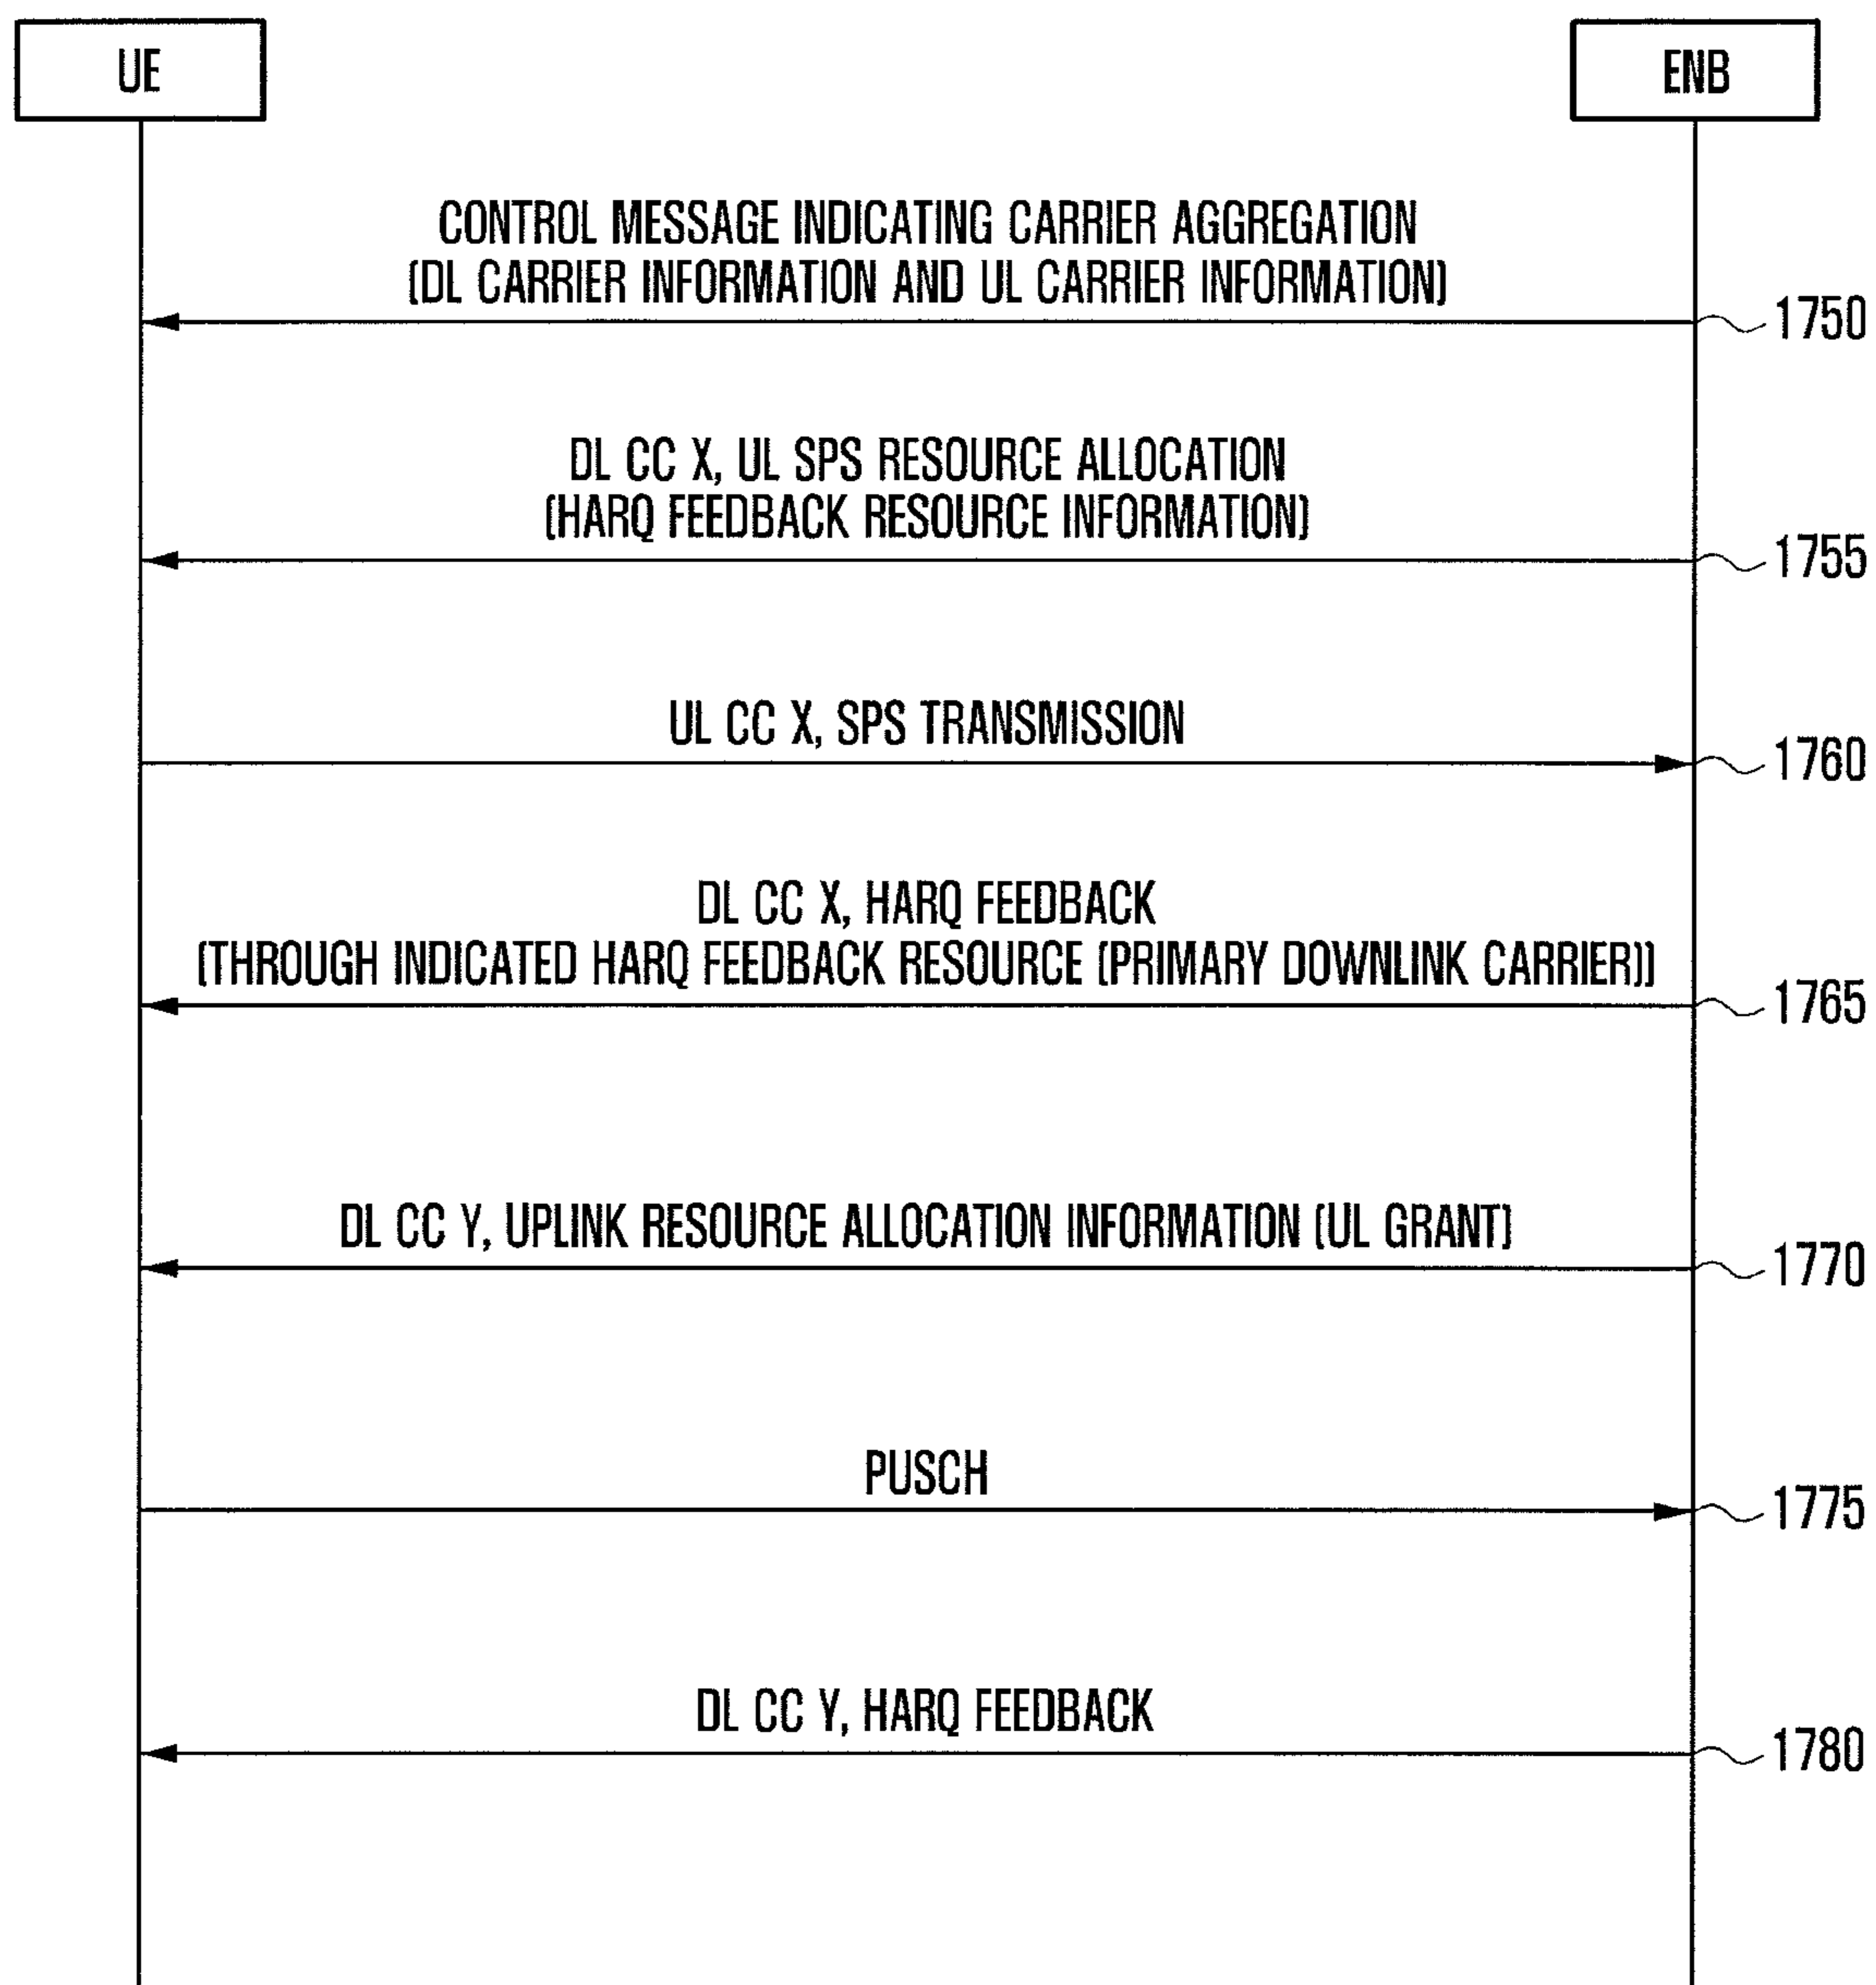 UE
ENB
CONTROL MESSAGE INDICATING CARRIER AGGREGATION
(DL CARRIER INFORMATION AND UL CARRIER INFORMATION)
1750
DL CC X, UL SPS RESOURCE ALLOCATION
(HARQ FEEDBACK RESOURCE INFORMATION)
1755
UL CC X, SPS TRANSMISSION
1760
DL CC X, HARQ FEEDBACK
(THROUGH INDICATED HARQ FEEDBACK RESOURCE (PRIMARY DOWNLINK CARRIER))
1765
DL CC Y, UPLINK RESOURCE ALLOCATION INFORMATION (UL GRANT)
1770
PUSCH
1775
DL CC Y, HARQ FEEDBACK
1780